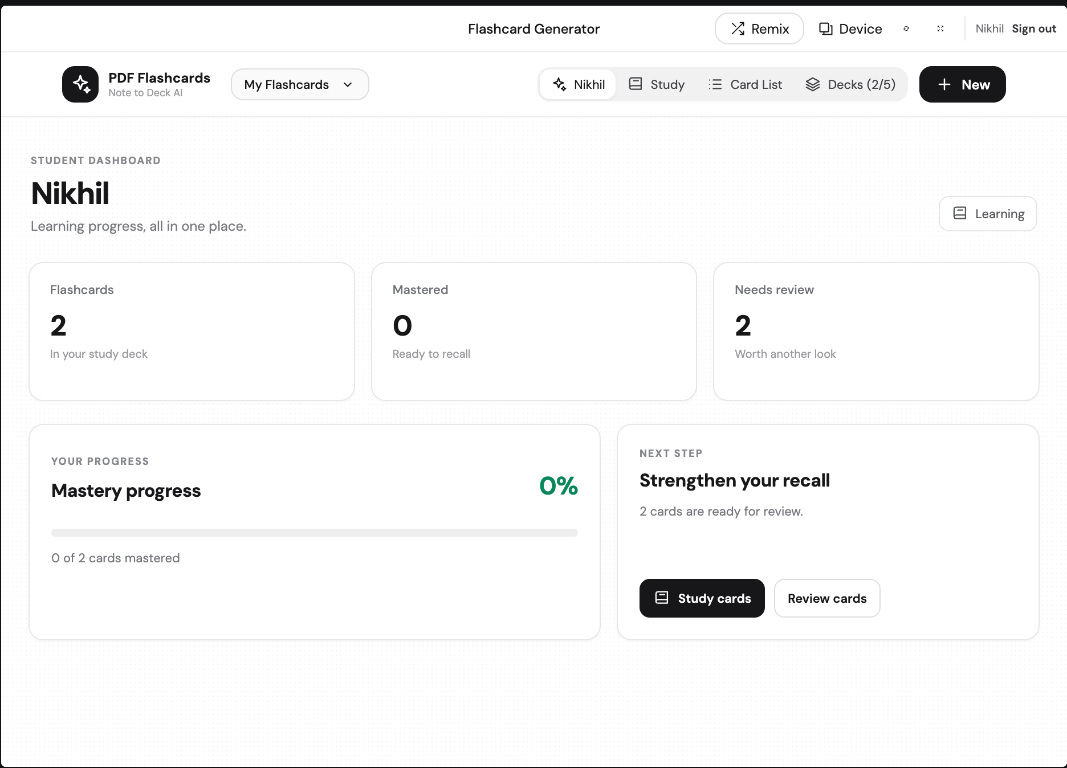 Flashcard Generator
Remix
Device
Nikhil Sign out
PDF Flashcards
Note to Deck AI
My Flashcards
Nikhil
Study
Card List
Decks (2/5)
New
STUDENT DASHBOARD
Nikhil
Learning progress, all in one place.
Learning
Flashcards
2
In your study deck
Mastered
0
Ready to recall
Needs review
2
Worth another look
YOUR PROGRESS
Mastery progress
0%
0 of 2 cards mastered
NEXT STEP
Strengthen your recall
2 cards are ready for review.
Study cards
Review cards